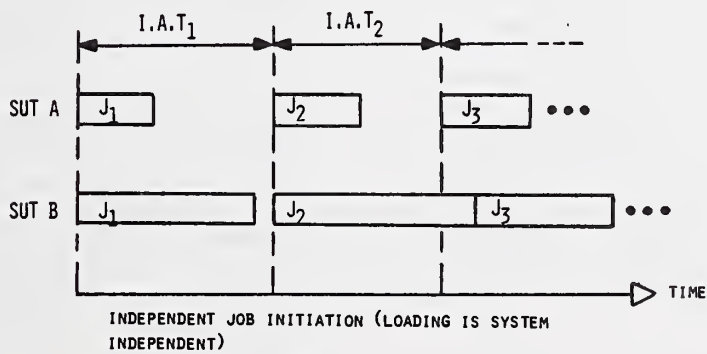 I.A.T1 I.A.T2
SUT A J1 J2 J3 •••
SUT B J1 J2 J3 •••
TIME
INDEPENDENT JOB INITIATION (LOADING IS SYSTEM
INDEPENDENT)